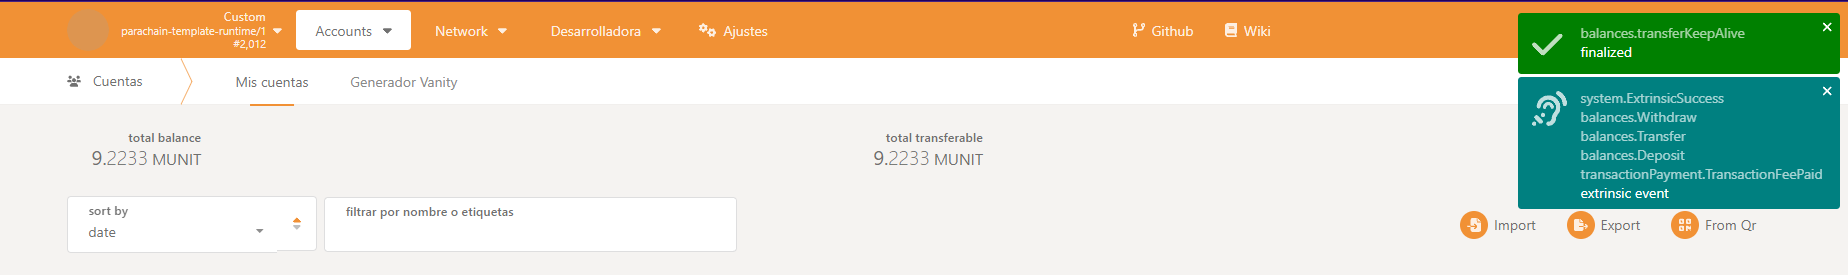 Custom
parachain-template-runtime/1
#2,012
Accounts
Network
Desarrolladora
Ajustes
Github
Wiki
balances.transferKeepAlive
finalized
Cuentas
Mis cuentas
Generador Vanity
system.ExtrinsicSuccess
balances.Withdraw
balances.Transfer
balances.Deposit
transactionPayment.TransactionFeePaid
extrinsic event
total balance
9.2233 MUNIT
total transferable
9.2233 MUNIT
sort by
date
filtrar por nombre o etiquetas
Import
Export
From Qr